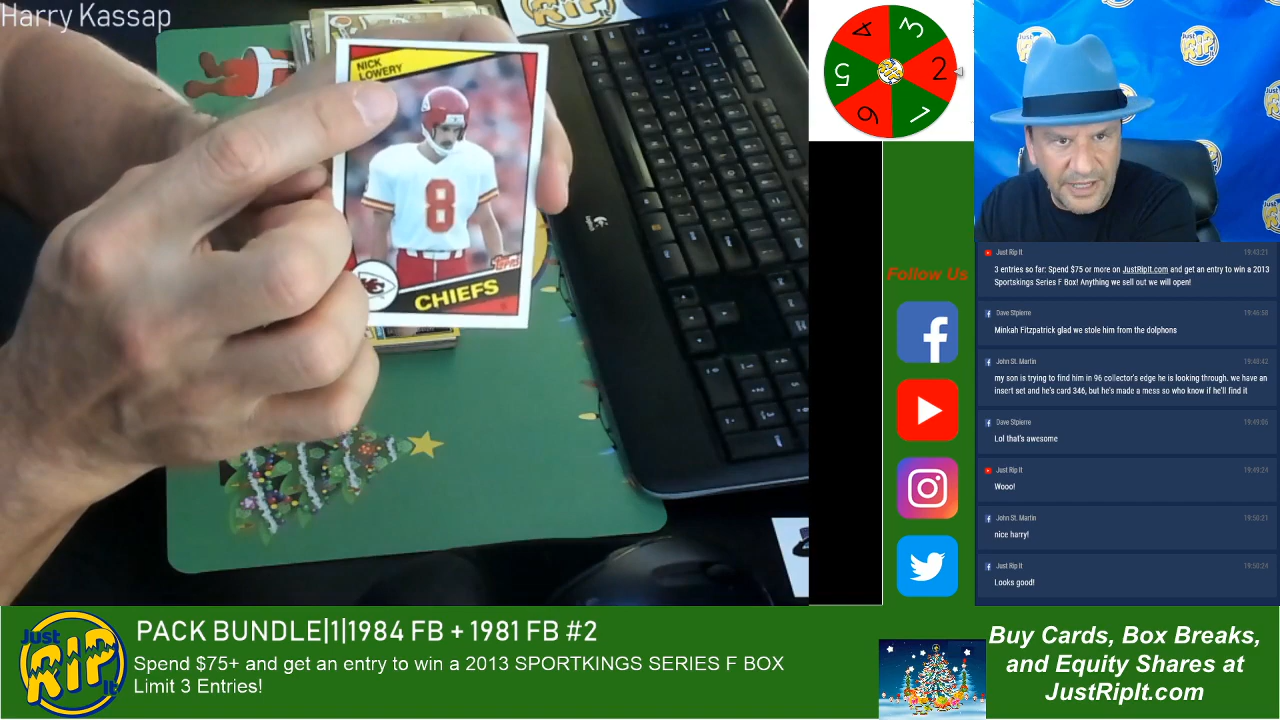 Harry Kassap
NICK
LOWERY
8
Topps
CHIEFS
4
3
5
2
6
1
Follow Us
Just Rip It
19:43:21
3 entries so far: Spend $75 or more on JustRipIt.com and get an entry to win a 2013
Sportskings Series F Box! Anything we sell out we will open!
Dave Stpierre
19:46:58
Minkah Fitzpatrick glad we stole him from the dolphons
John St. Martin
19:48:42
my son is trying to find him in 96 collector's edge he is looking through. we have an
insert set and he's card 346, but he's made a mess so who know if he'll find it
Dave Stpierre
19:49:06
Lol that's awesome
Just Rip It
19:49:24
Wooo!
John St. Martin
19:50:21
nice harry!
Just Rip It
19:50:24
Looks good!
Just
RIP
It
PACK BUNDLE|1|1984 FB + 1981 FB #2
Spend $75+ and get an entry to win a 2013 SPORTKINGS SERIES F BOX
Limit 3 Entries!
Buy Cards, Box Breaks,
and Equity Shares at
JustRipIt.com